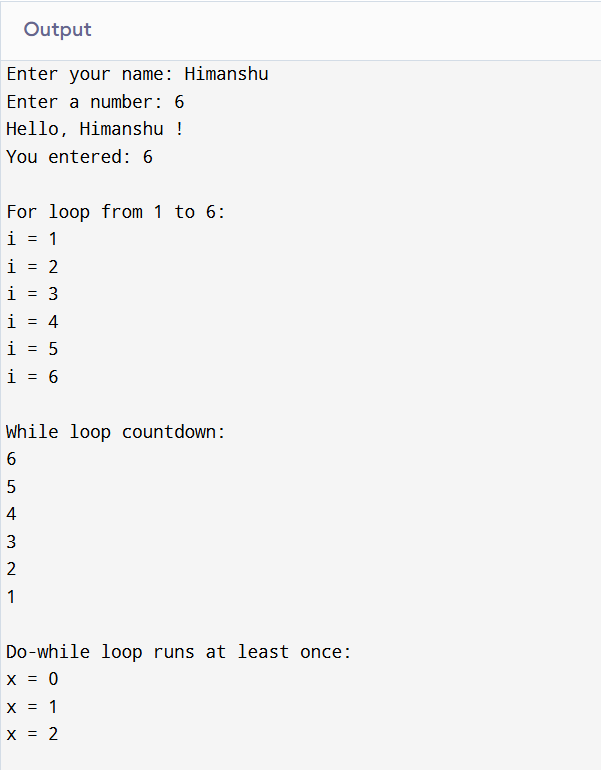 Output
Enter your name: Himanshu
Enter a number: 6
Hello, Himanshu !
You entered: 6
For loop from 1 to 6:
i = 1
i = 2
i = 3
i = 4
i = 5
i = 6
While loop countdown:
6
5
4
3
2
1
Do-while loop runs at least once:
x = 0
x = 1
x = 2